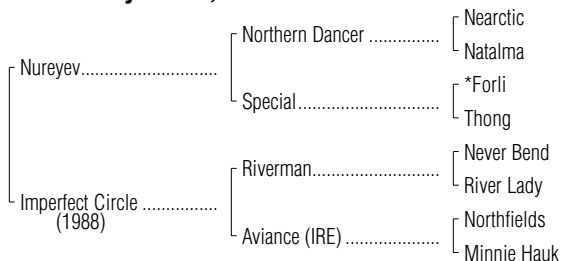 Nearctic
Northern Dancer ..............
Natalma
Nureyev............................
*Forli
Special............................
Thong
Never Bend
Riverman.........................
River Lady
Imperfect Circle ...............
(1988)
Northfields
Aviance (IRE) ...................
Minnie Hauk